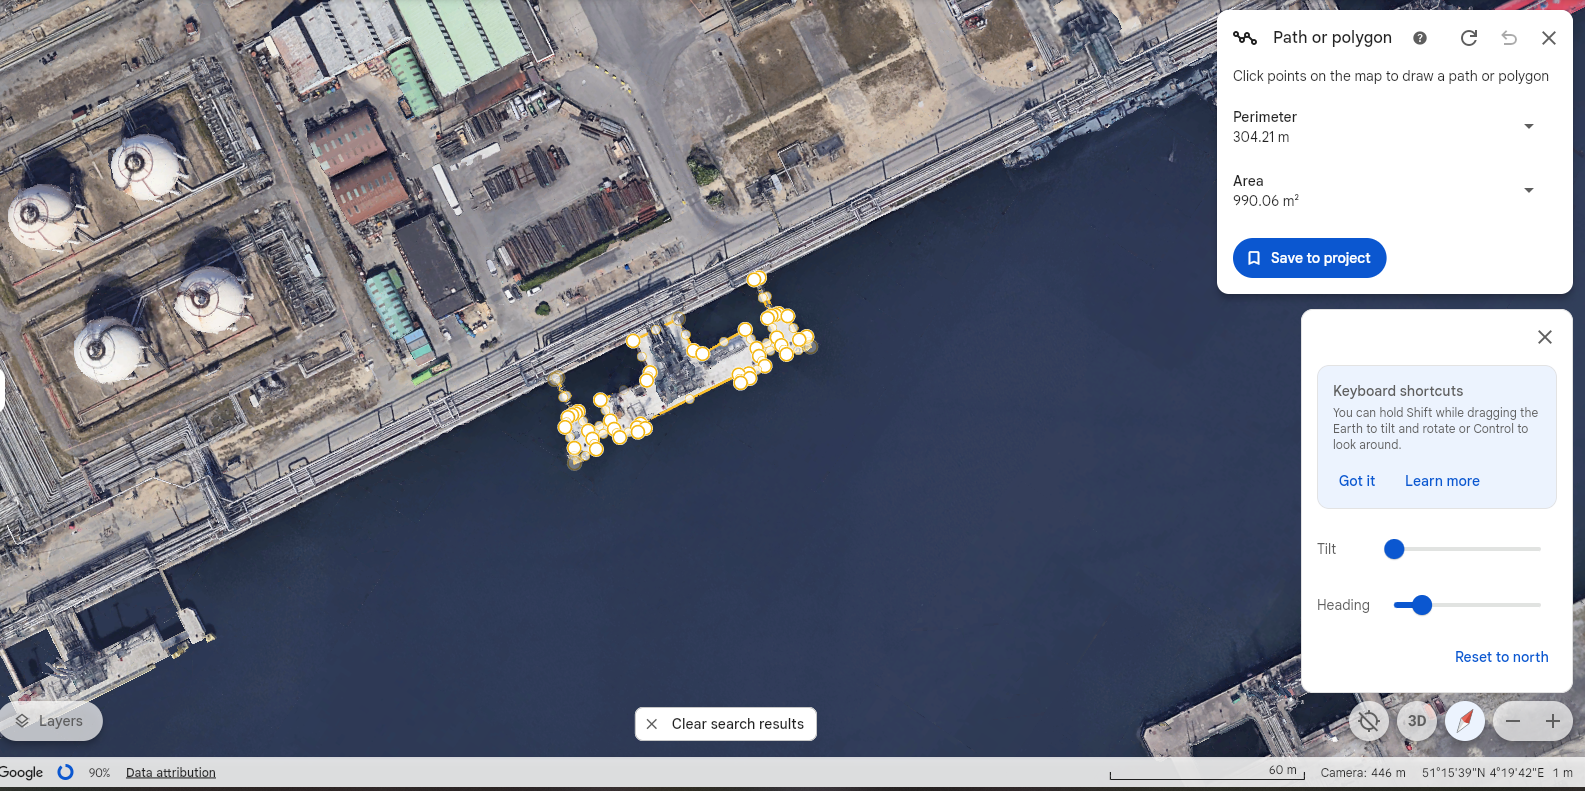 Path or polygon
Click points on the map to draw a path or polygon
Perimeter
304.21 m
Area
990.06 m²
Save to project
Keyboard shortcuts
You can hold Shift while dragging the
Earth to tilt and rotate or Control to
look around.
Got it Learn more
Tilt
Heading
Reset to north
Layers
Clear search results
3D
Google 90% Data attribution 60 m Camera: 446 m 51°15'39"N 4°19'42"E 1 m